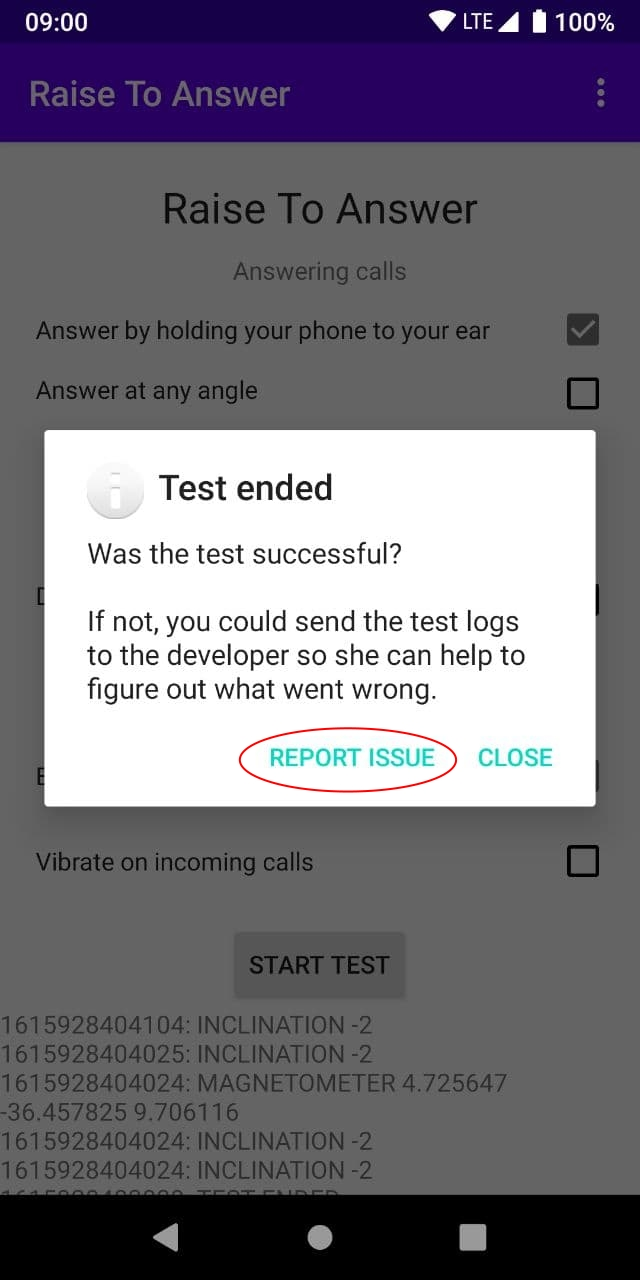 09:00
LTE
100%
Raise To Answer
Raise To Answer
Answering calls
Answer by holding your phone to your ear
Answer at any angle
Test ended
Was the test successful?
If not, you could send the test logs
to the developer so she can help to
figure out what went wrong.
REPORT ISSUE
CLOSE
Vibrate on incoming calls
START TEST
1615928404104: INCLINATION -2
1615928404025: INCLINATION -2
1615928404024: MAGNETOMETER 4.725647
-36.457825 9.706116
1615928404024: INCLINATION -2
1615928404024: INCLINATION -2
TEST ENDED